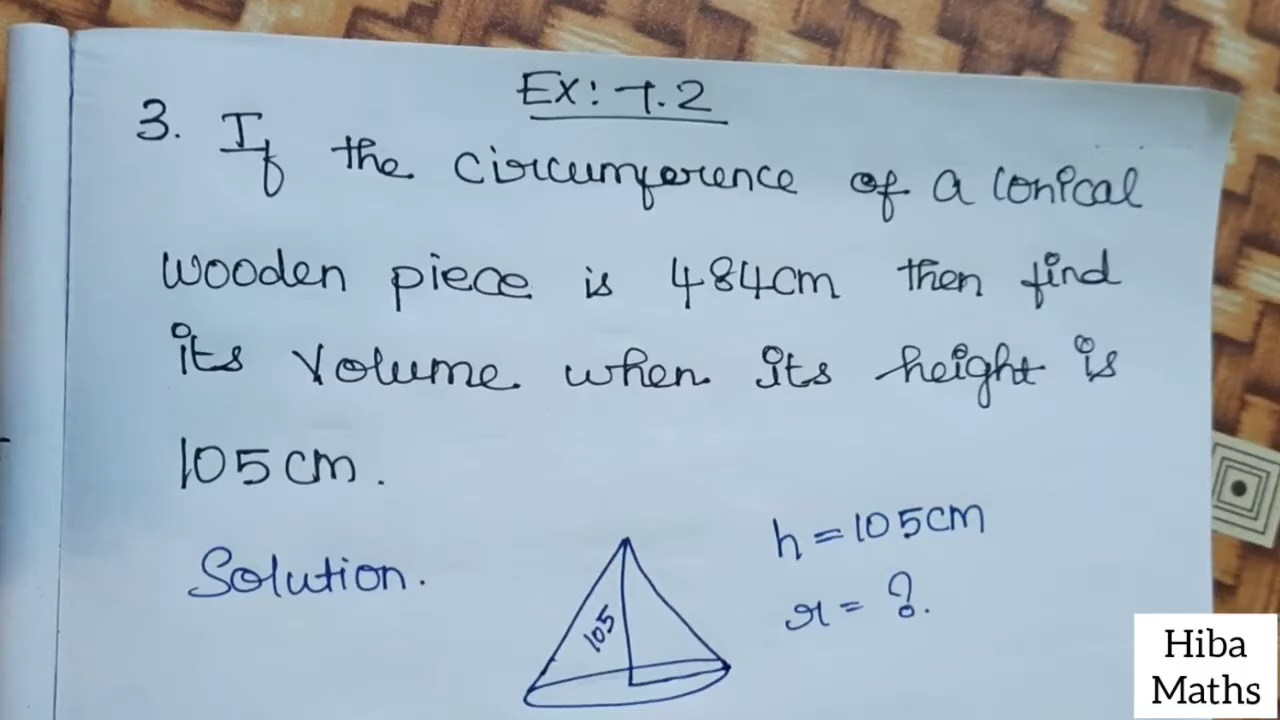 Ex: 7.2
3. If the circumference of a conical
wooden piece is 484cm then find
its volume when its height is
105cm.
Solution.
h = 105cm
r = ?.
105
Hiba
Maths